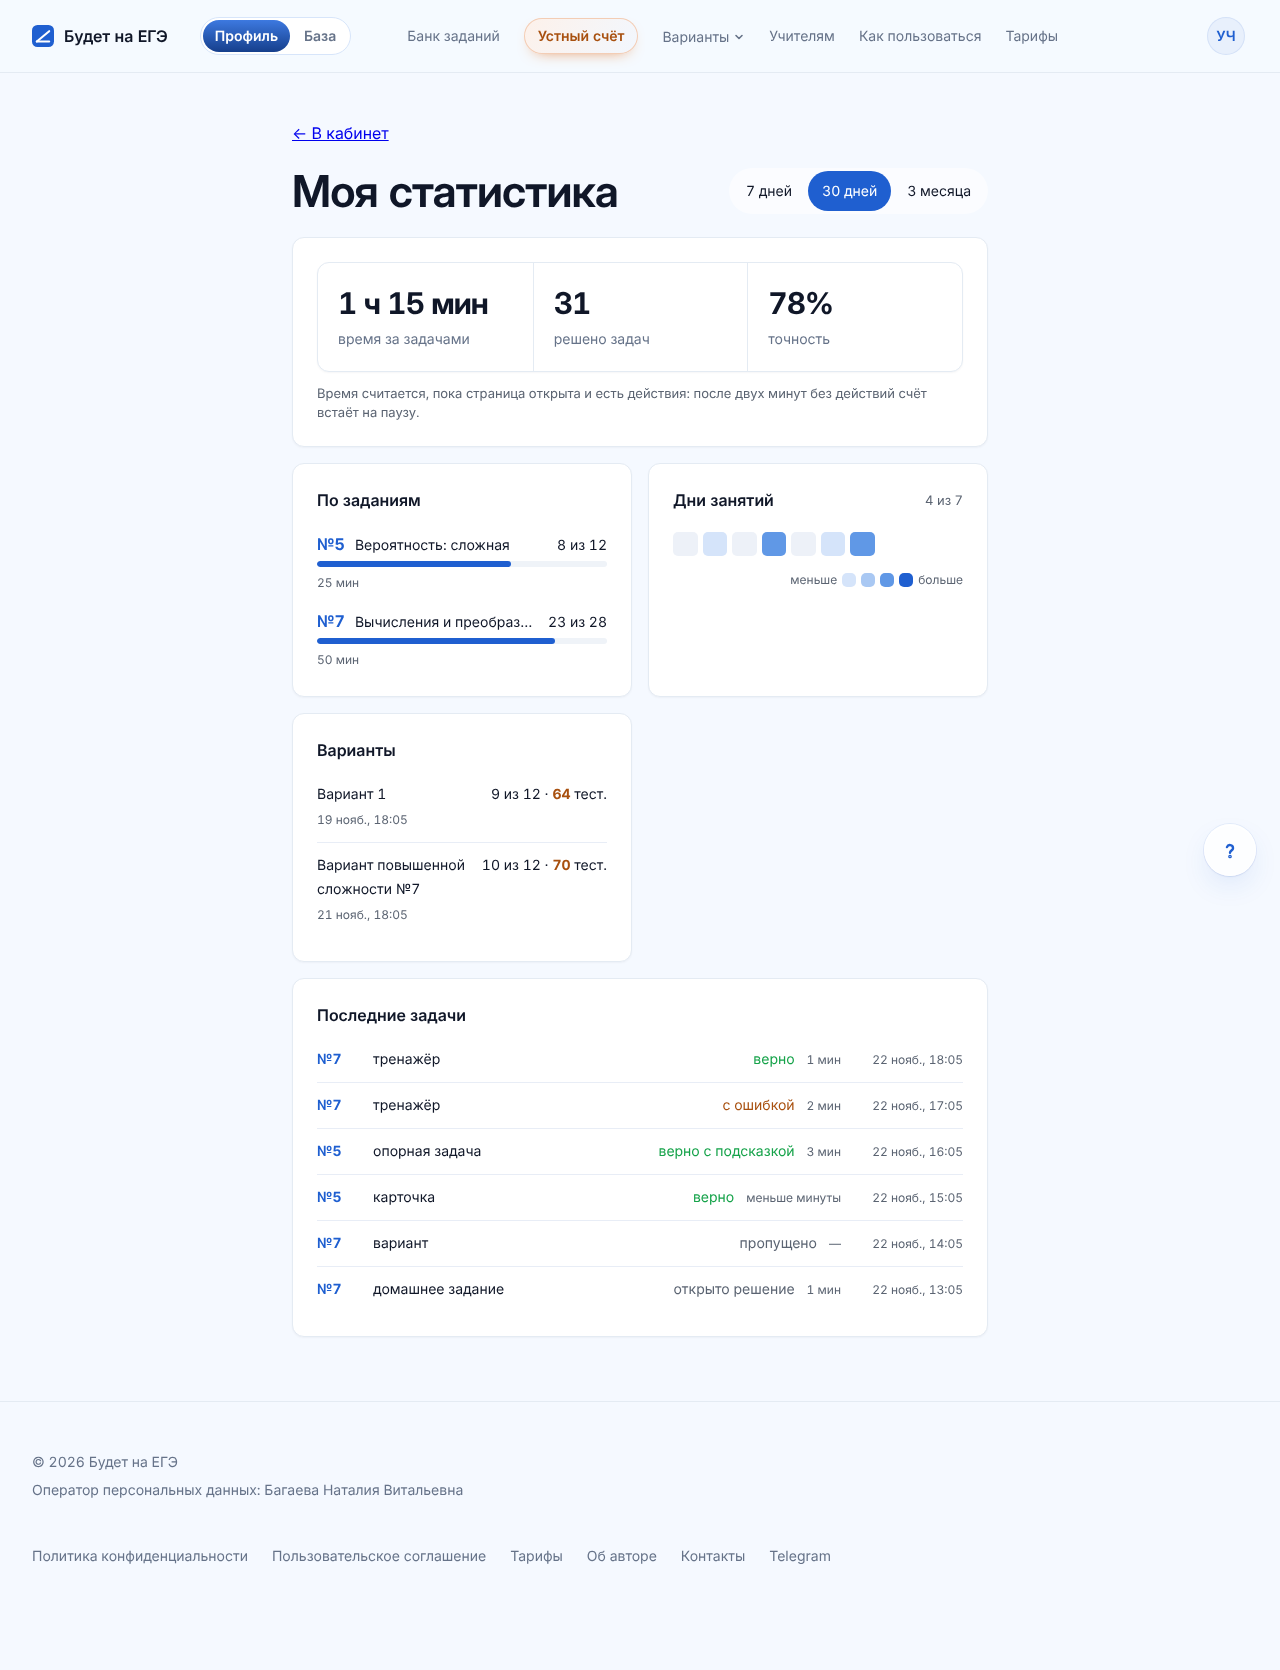 Будет на ЕГЭ
Профиль База
Банк заданий Устный счёт Варианты Учителям Как пользоваться Тарифы
УЧ
← В кабинет
Моя статистика
7 дней 30 дней 3 месяца
1 ч 15 мин 31 78%
время за задачами решено задач точность
Время считается, пока страница открыта и есть действия: после двух минут без действий счёт
встаёт на паузу.
По заданиям
№5 Вероятность: сложная 8 из 12
25 мин
№7 Вычисления и преобраз... 23 из 28
50 мин
Дни занятий 4 из 7
меньше больше
Варианты
Вариант 1 9 из 12 · 64 тест.
19 нояб., 18:05
Вариант повышенной 10 из 12 · 70 тест.
сложности №7
21 нояб., 18:05
?
Последние задачи
№7 тренажёр верно 1 мин 22 нояб., 18:05
№7 тренажёр с ошибкой 2 мин 22 нояб., 17:05
№5 опорная задача верно с подсказкой 3 мин 22 нояб., 16:05
№5 карточка верно меньше минуты 22 нояб., 15:05
№7 вариант пропущено — 22 нояб., 14:05
№7 домашнее задание открыто решение 1 мин 22 нояб., 13:05
© 2026 Будет на ЕГЭ
Оператор персональных данных: Багаева Наталия Витальевна
Политика конфиденциальности Пользовательское соглашение Тарифы Об авторе Контакты Telegram